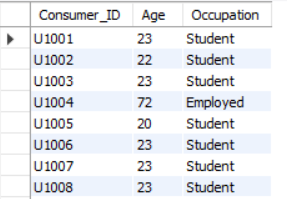 Consumer_ID Age Occupation
U1001 23 Student
U1002 22 Student
U1003 23 Student
U1004 72 Employed
U1005 20 Student
U1006 23 Student
U1007 23 Student
U1008 23 Student